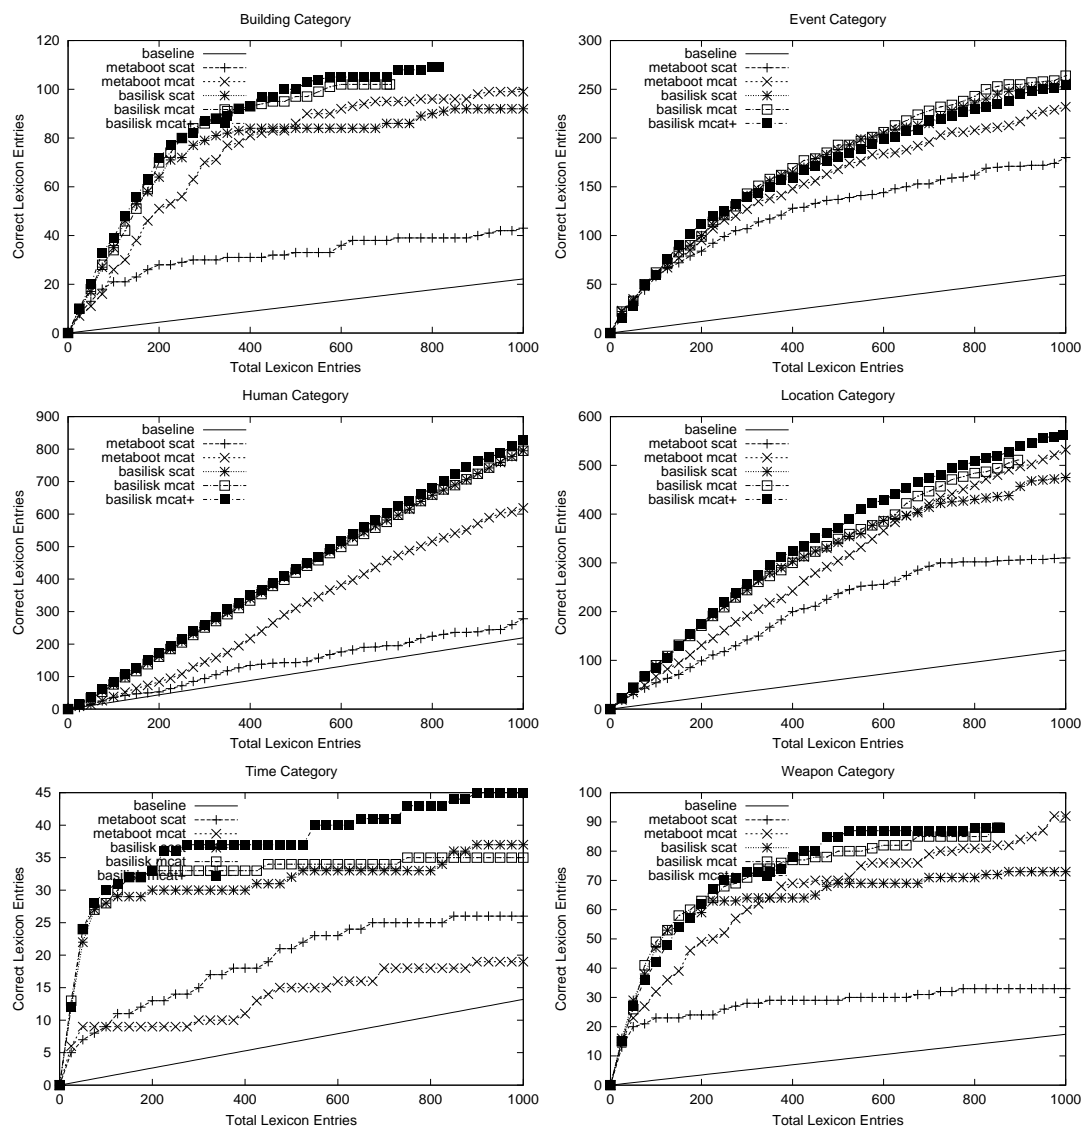 Building Category
Correct Lexicon Entries
120
100
80
60
40
20
0
baseline
metaboot scat
metaboot mcat
basilisk scat
basilisk mcat
basilisk mcat+
0 200 400 600 800 1000
Total Lexicon Entries
Event Category
Correct Lexicon Entries
300
250
200
150
100
50
0
baseline
metaboot scat
metaboot mcat
basilisk scat
basilisk mcat
basilisk mcat+
0 200 400 600 800 1000
Total Lexicon Entries
Human Category
Correct Lexicon Entries
900
800
700
600
500
400
300
200
100
0
baseline
metaboot scat
metaboot mcat
basilisk scat
basilisk mcat
basilisk mcat+
0 200 400 600 800 1000
Total Lexicon Entries
Location Category
Correct Lexicon Entries
600
500
400
300
200
100
0
baseline
metaboot scat
metaboot mcat
basilisk scat
basilisk mcat
basilisk mcat+
0 200 400 600 800 1000
Total Lexicon Entries
Time Category
Correct Lexicon Entries
45
40
35
30
25
20
15
10
5
0
baseline
metaboot scat
metaboot mcat
basilisk scat
basilisk mcat
basilisk mcat+
0 200 400 600 800 1000
Total Lexicon Entries
Weapon Category
Correct Lexicon Entries
100
90
80
70
60
50
40
30
20
10
0
baseline
metaboot scat
metaboot mcat
basilisk scat
basilisk mcat
basilisk mcat+
0 200 400 600 800 1000
Total Lexicon Entries